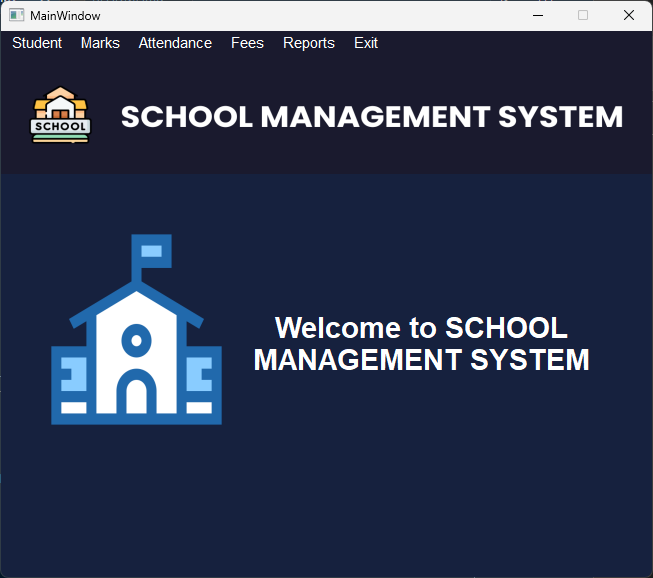 MainWindow
Student Marks Attendance Fees Reports Exit
SCHOOL
SCHOOL MANAGEMENT SYSTEM
Welcome to SCHOOL
MANAGEMENT SYSTEM